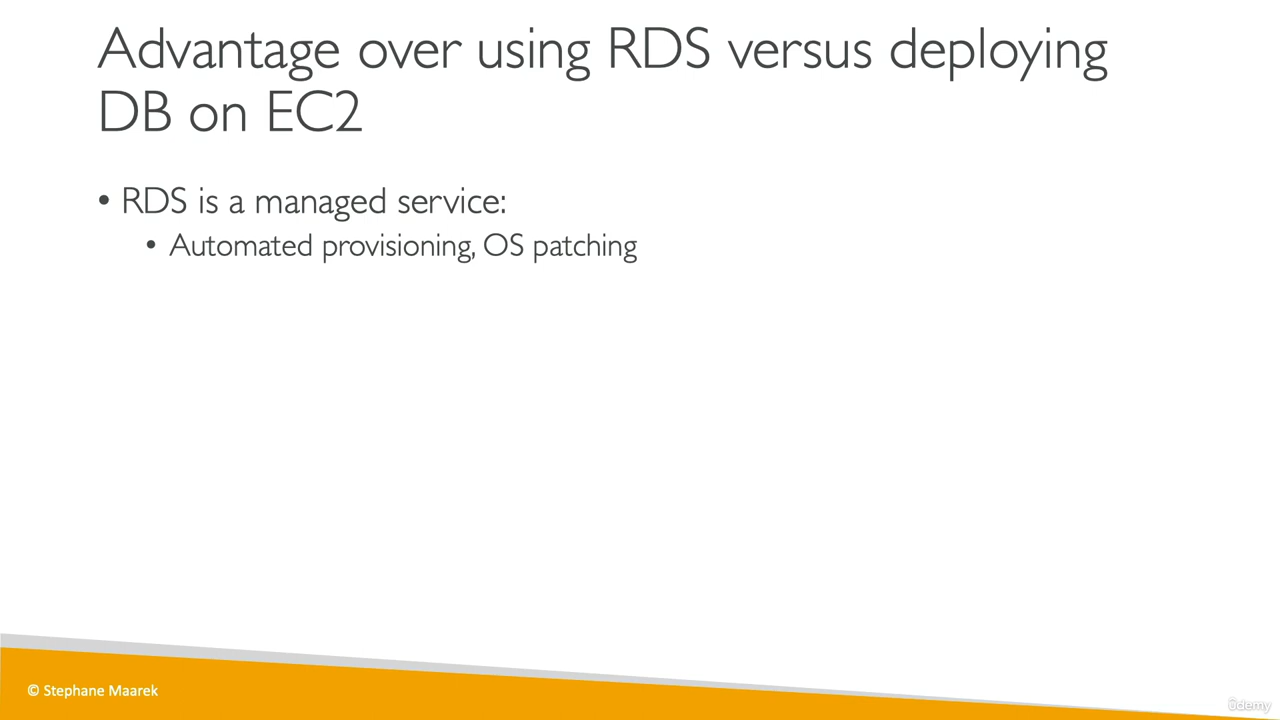 Advantage over using RDS versus deploying
DB on EC2
• RDS is a managed service:
• Automated provisioning, OS patching
© Stephane Maarek
ûdemy